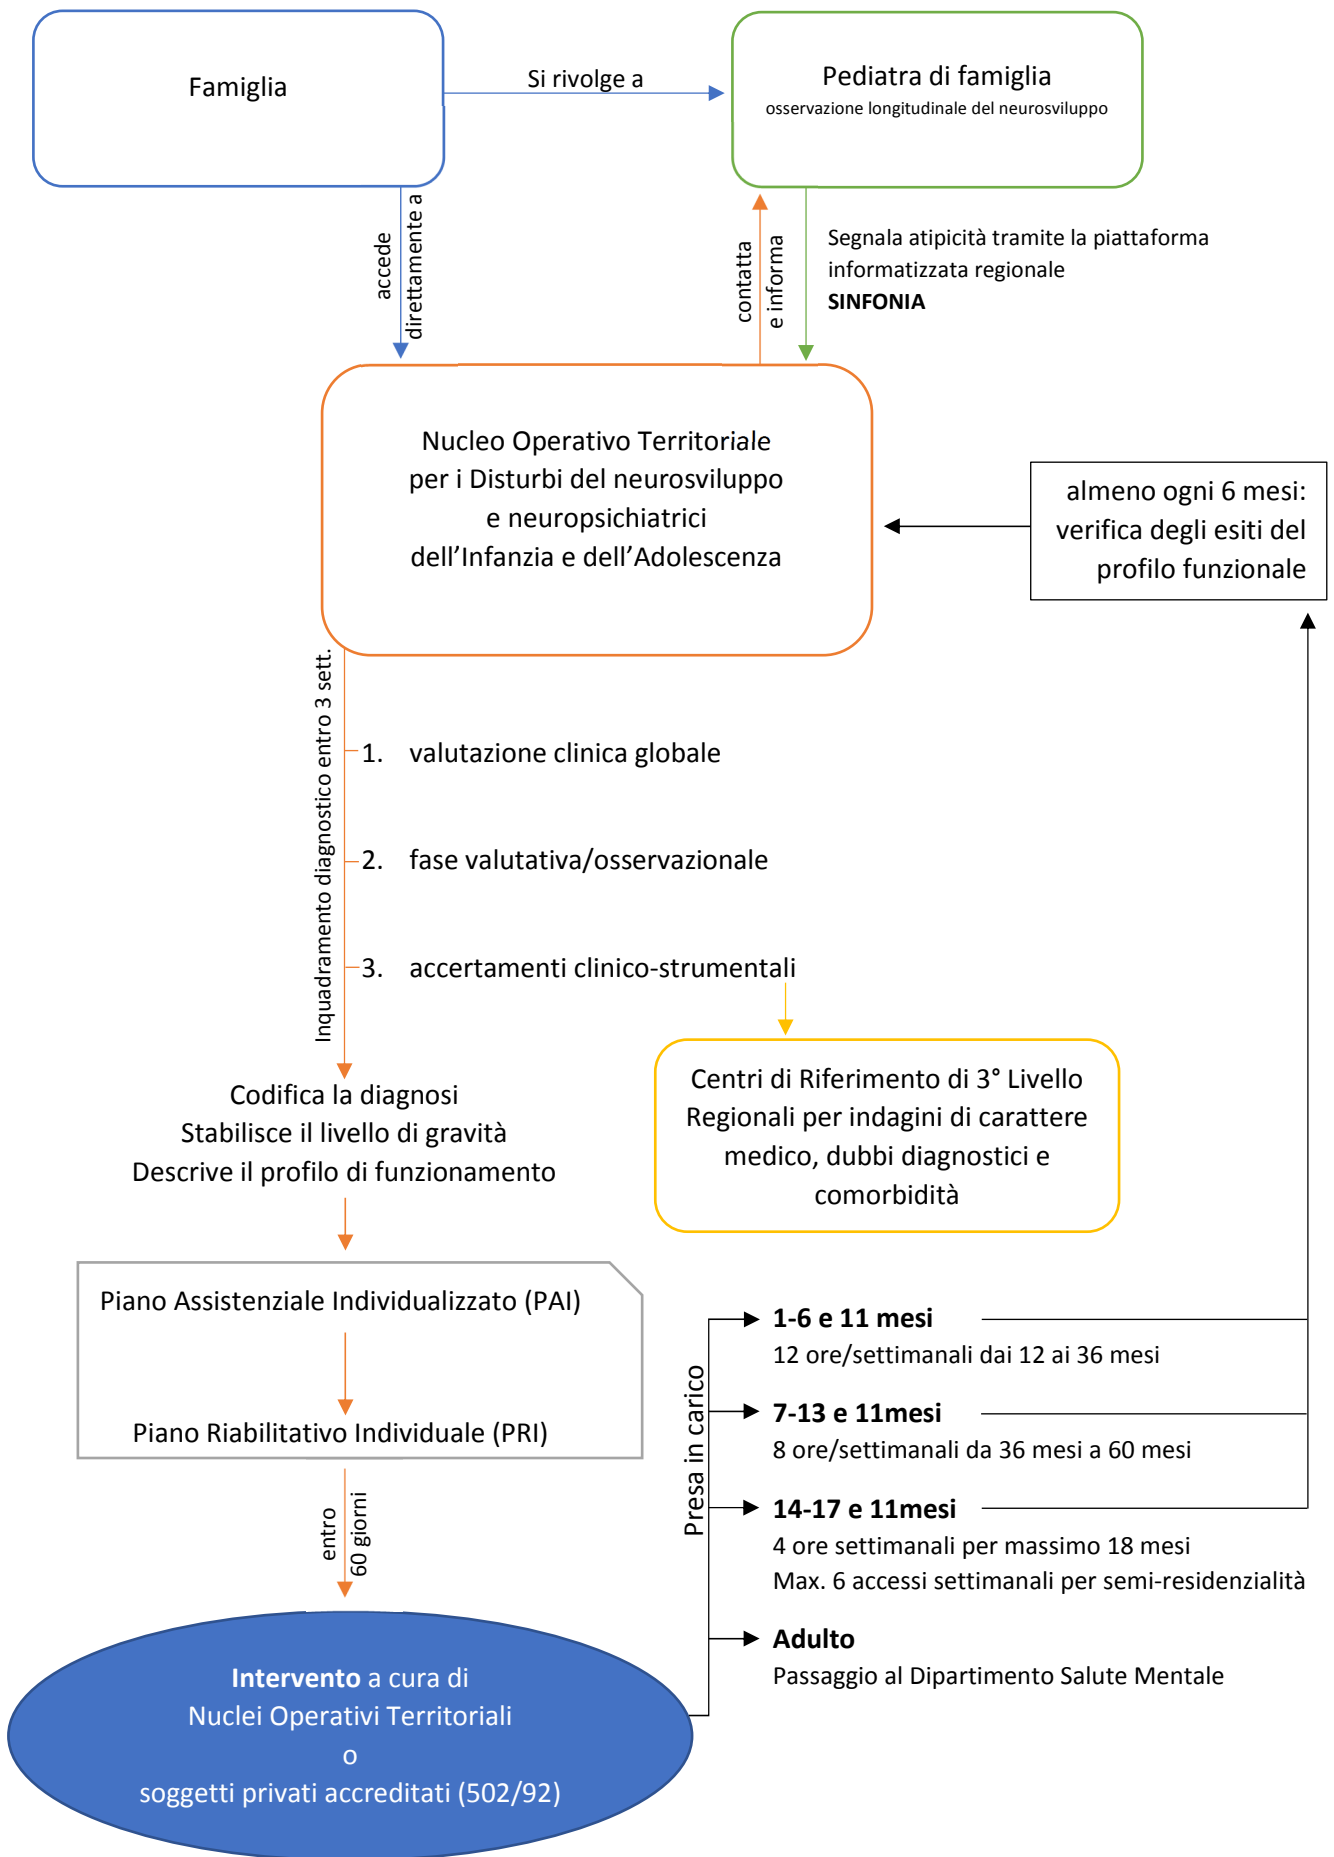 Famiglia
Si rivolge a
Pediatra di famiglia
osservazione longitudinale del neurosviluppo
accede
direttamente a
contatta
e informa
Segnala atipicità tramite la piattaforma
informatizzata regionale
SINFONIA
Nucleo Operativo Territoriale
per i Disturbi del neurosviluppo
e neuropsichiatrici
dell’Infanzia e dell’Adolescenza
almeno ogni 6 mesi:
verifica degli esiti del
profilo funzionale
Inquadramento diagnostico entro 3 sett.
1. valutazione clinica globale
2. fase valutativa/osservazionale
3. accertamenti clinico-strumentali
Centri di Riferimento di 3° Livello
Regionali per indagini di carattere
medico, dubbi diagnostici e
comorbidità
Codifica la diagnosi
Stabilisce il livello di gravità
Descrive il profilo di funzionamento
Piano Assistenziale Individualizzato (PAI)
Piano Riabilitativo Individuale (PRI)
entro
60 giorni
Intervento a cura di
Nuclei Operativi Territoriali
o
soggetti privati accreditati (502/92)
Presa in carico
1-6 e 11 mesi
12 ore/settimanali dai 12 ai 36 mesi
7-13 e 11mesi
8 ore/settimanali da 36 mesi a 60 mesi
14-17 e 11mesi
4 ore settimanali per massimo 18 mesi
Max. 6 accessi settimanali per semi-residenzialità
Adulto
Passaggio al Dipartimento Salute Mentale